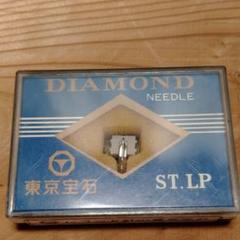 DIAMOND
NEEDLE
東京宝石
ST.LP